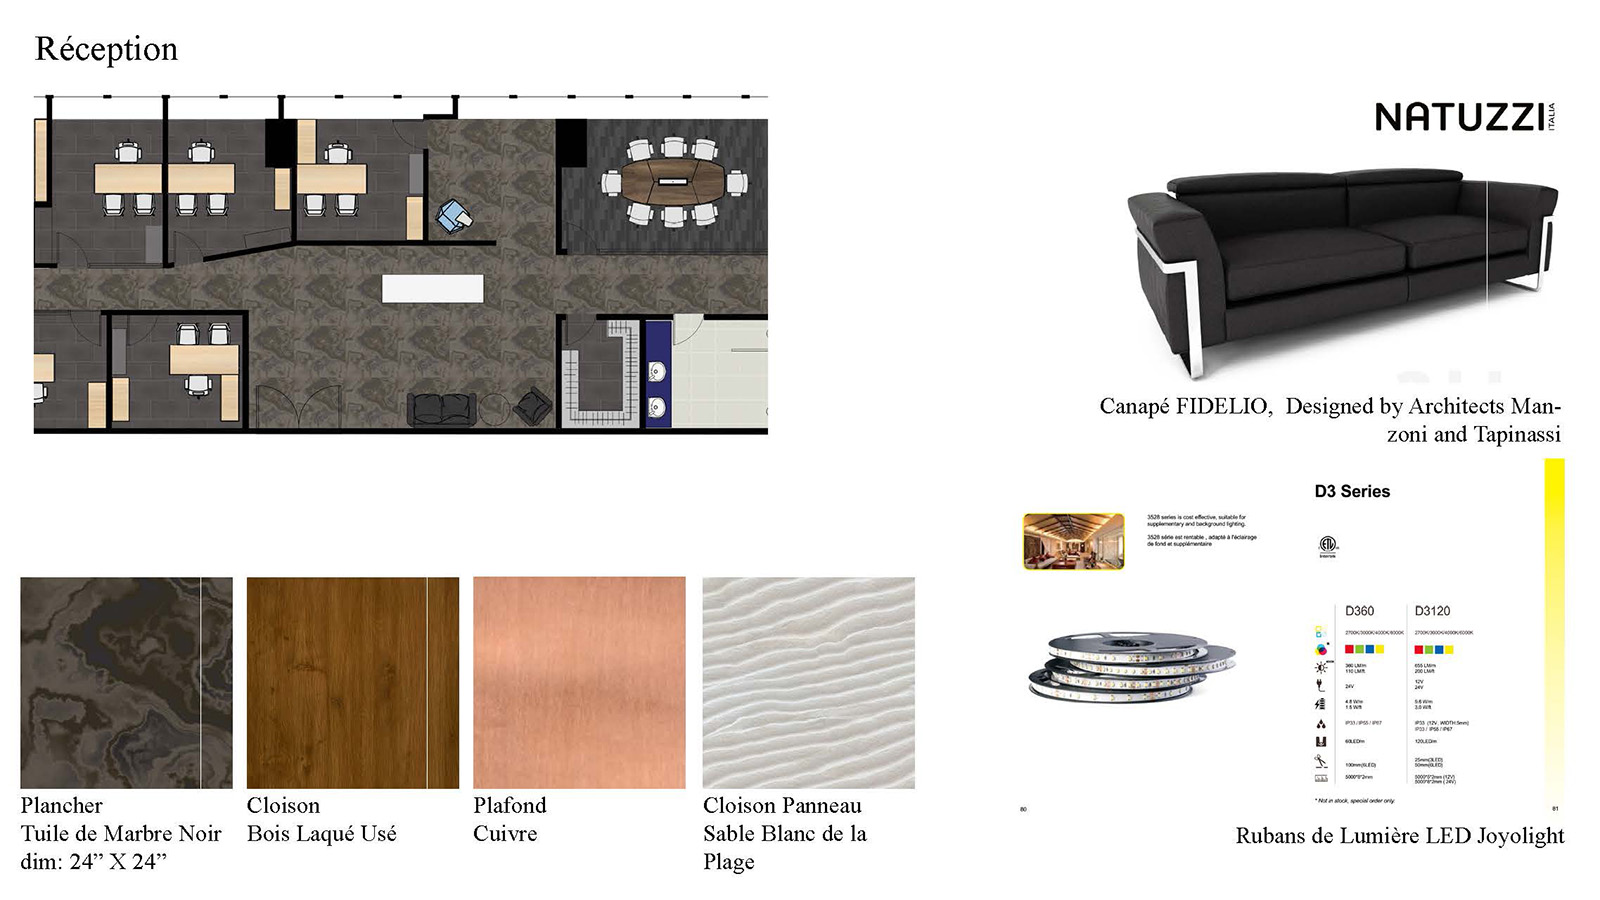 Réception
NATUZZI
ITALIA
Canapé FIDELIO, Designed by Architects Man-
zoni and Tapinassi
D3 Series
3528 series is cost effective, suitable for
supplementary and background lighting.
3528 série est rentable , adapté à l'éclairage
de fond et supplémentaire
D360
D3120
2700K/3000K/4000K/6000K
2700K/3000K/4000K/6000K
380 LM/m
110 LM/ft
655 LM/m
200 LM/ft
24V
12V
24V
4.8 W/m
1.5 W/ft
9.6 W/m
3.0 W/ft
IP33 / IP55 / IP67
IP33 (12V , WIDTH 5mm)
IP33 / IP55 / IP67
60LED/m
120LED/m
100mm(6LED)
25mm(3LED)
50mm(6LED)
5000*8*2mm
5000*5*2mm (12V)
5000*8*2mm ( 24V)
* Not in stock, special order only.
80
81
Rubans de Lumière LED Joyolight
Plancher
Tuile de Marbre Noir
dim: 24” X 24”
Cloison
Bois Laqué Usé
Plafond
Cuivre
Cloison Panneau
Sable Blanc de la
Plage